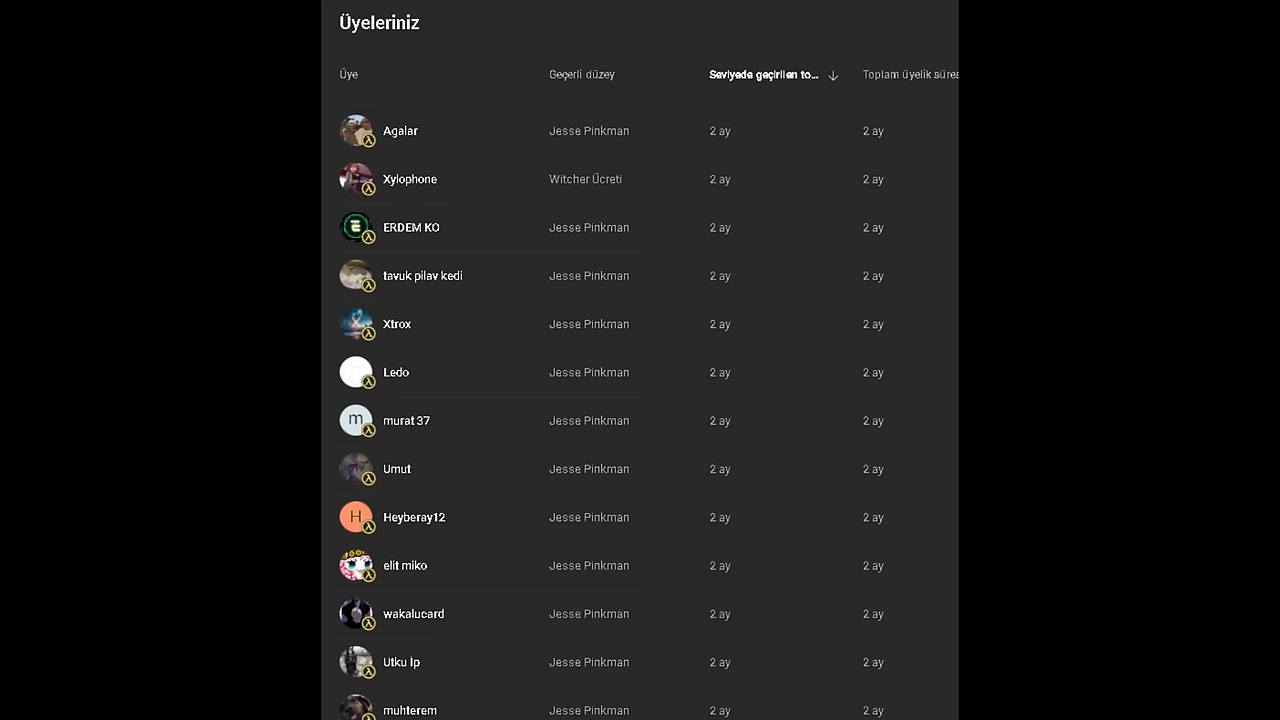 Üyeleriniz
Üye Geçerli düzey Seviyede geçirilen to... ↓ Toplam üyelik süres
Agalar Jesse Pinkman 2 ay 2 ay
Xylophone Witcher Ücreti 2 ay 2 ay
ERDEM KO Jesse Pinkman 2 ay 2 ay
tavuk pilav kedi Jesse Pinkman 2 ay 2 ay
Xtrox Jesse Pinkman 2 ay 2 ay
Ledo Jesse Pinkman 2 ay 2 ay
m murat 37 Jesse Pinkman 2 ay 2 ay
Umut Jesse Pinkman 2 ay 2 ay
H Heyberay12 Jesse Pinkman 2 ay 2 ay
elit miko Jesse Pinkman 2 ay 2 ay
wakalucard Jesse Pinkman 2 ay 2 ay
Utku İp Jesse Pinkman 2 ay 2 ay
muhterem Jesse Pinkman 2 ay 2 ay